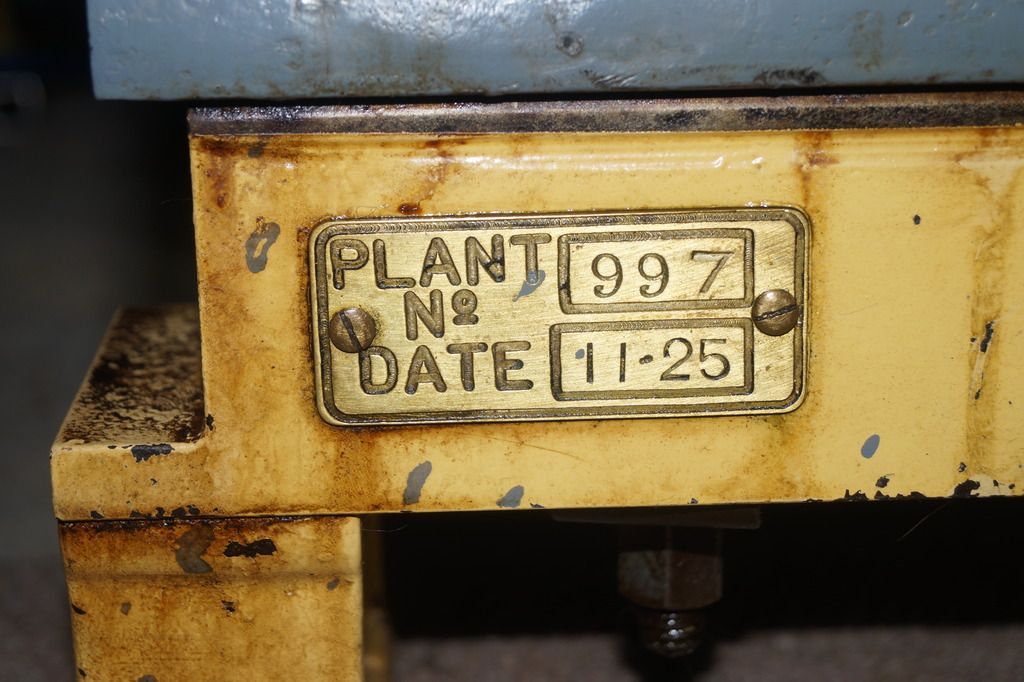 PLANT 997
Nº
DATE 11·25